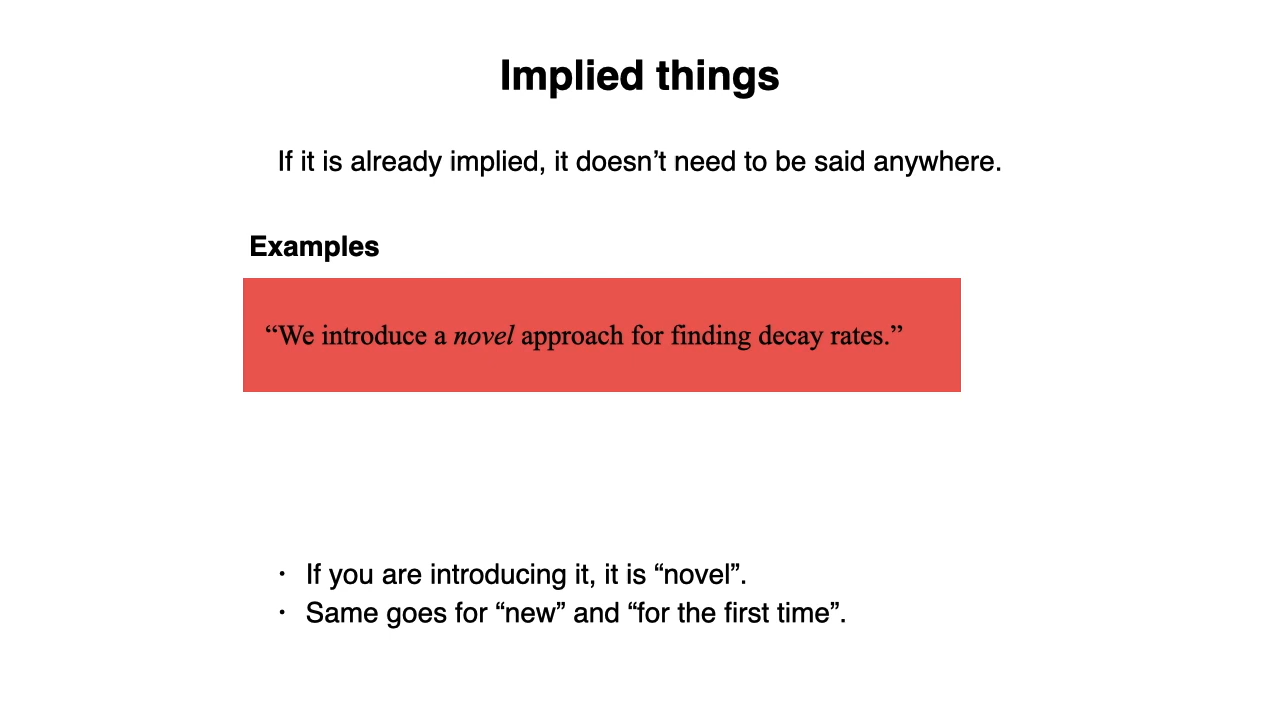 Implied things
If it is already implied, it doesn’t need to be said anywhere.
Examples
“We introduce a novel approach for finding decay rates.”
· If you are introducing it, it is “novel”.
· Same goes for “new” and “for the first time”.